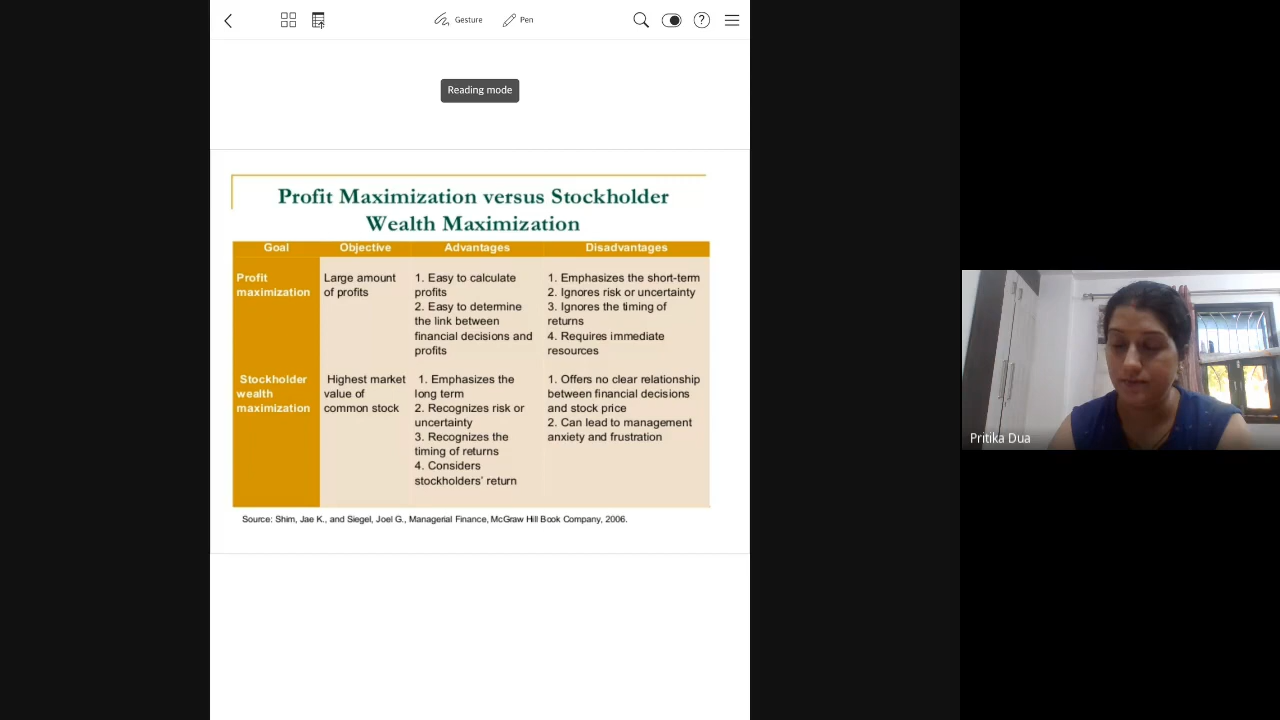 Gesture
Pen
?
Reading mode
Profit Maximization versus Stockholder
Wealth Maximization
Goal
Objective
Advantages
Disadvantages
Profit
maximization
Large amount
of profits
1. Easy to calculate
profits
2. Easy to determine
the link between
financial decisions and
profits
1. Emphasizes the short-term
2. Ignores risk or uncertainty
3. Ignores the timing of
returns
4. Requires immediate
resources
Stockholder
wealth
maximization
Highest market
value of
common stock
1. Emphasizes the
long term
2. Recognizes risk or
uncertainty
3. Recognizes the
timing of returns
4. Considers
stockholders' return
1. Offers no clear relationship
between financial decisions
and stock price
2. Can lead to management
anxiety and frustration
Source: Shim, Jae K., and Siegel, Joel G., Managerial Finance, McGraw Hill Book Company, 2006.
Pritika Dua